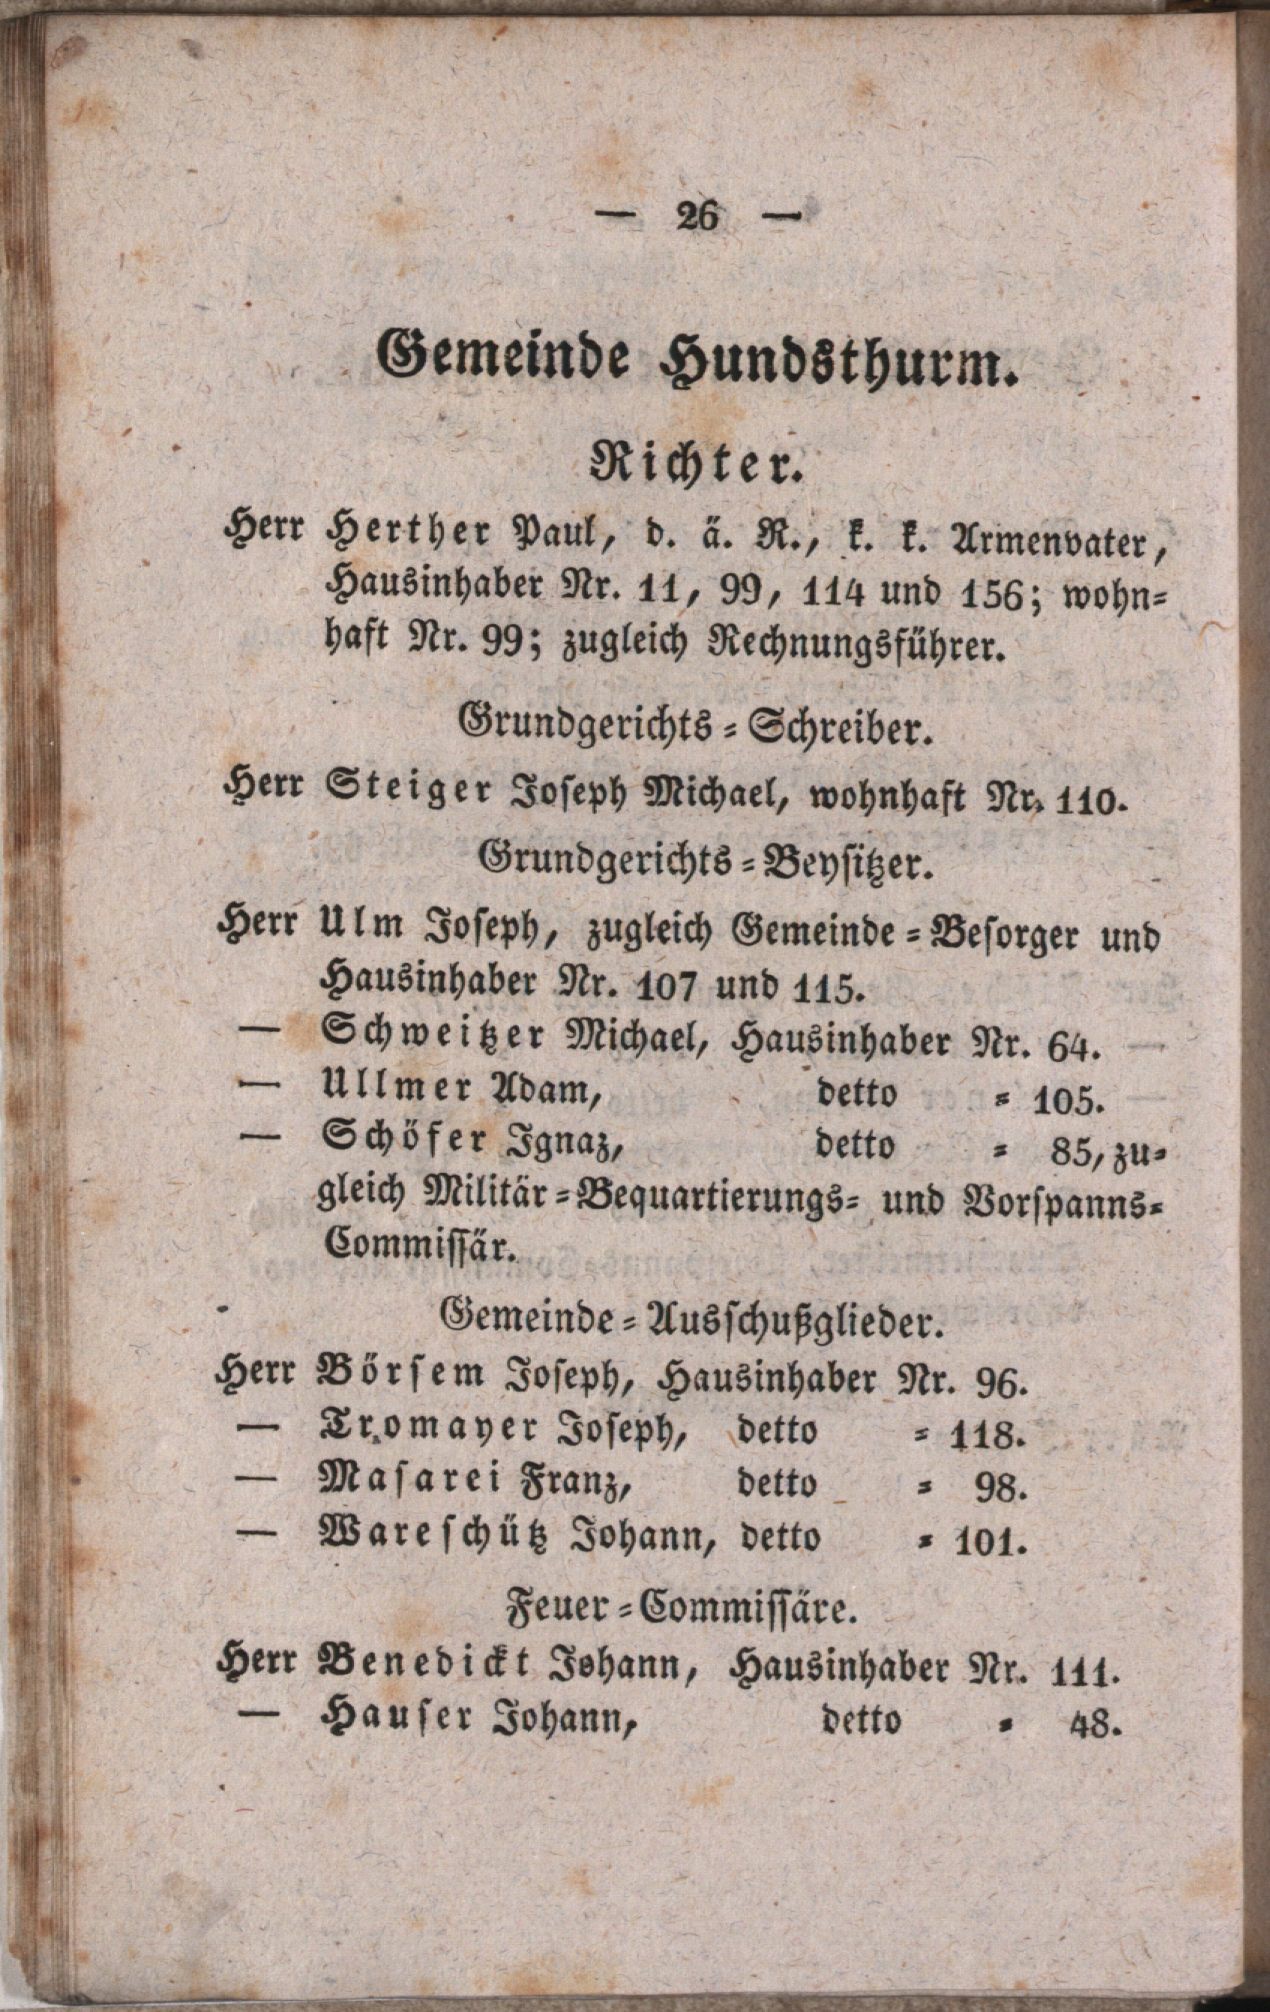 — 26 —
Gemeinde Hundsthurm.
Richter.
Herr Herther Paul, d. ä. R., k. k. Armenvater,
Hausinhaber Nr. 11, 99, 114 und 156; wohn=
haft Nr. 99; zugleich Rechnungsführer.
Grundgerichts=Schreiber.
Herr Steiger Joseph Michael, wohnhaft Nr. 110.
Grundgerichts=Beysitzer.
Herr Ulm Joseph, zugleich Gemeinde=Besorger und
Hausinhaber Nr. 107 und 115.
— Schweitzer Michael, Hausinhaber Nr. 64.
— Ullmer Adam, detto = 105.
— Schöfer Ignaz, detto = 85, zu=
gleich Militär=Bequartierungs= und Vorspanns=
Commissär.
Gemeinde=Ausschußglieder.
Herr Börsem Joseph, Hausinhaber Nr. 96.
— Tromayer Joseph, detto = 118.
— Masarei Franz, detto = 98.
— Wareschütz Johann, detto = 101.
Feuer=Commissäre.
Herr Benedickt Johann, Hausinhaber Nr. 111.
— Hauser Johann, detto = 48.